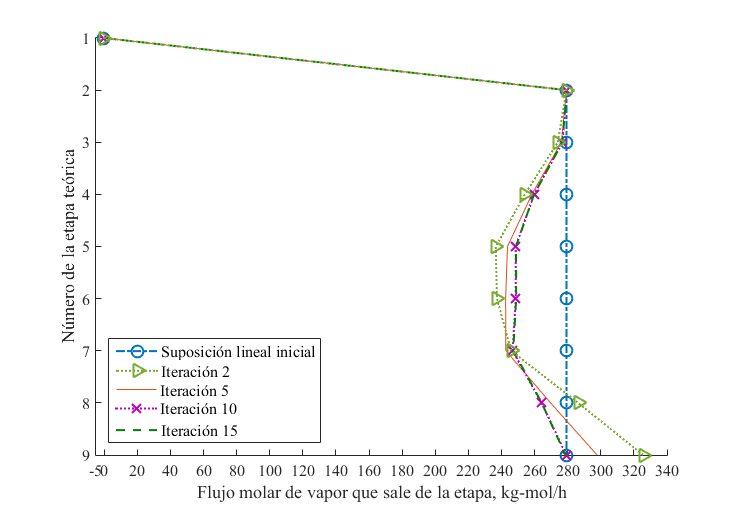 1
2
3
4
5
6
7
8
9
Número de la etapa teórica
Suposición lineal inicial
Iteración 2
Iteración 5
Iteración 10
Iteración 15
-5 0 20 40 60 80 100 120 140 160 180 200 220 240 260 280 300 320 340
Flujo molar de vapor que sale de la etapa, kg-mol/h